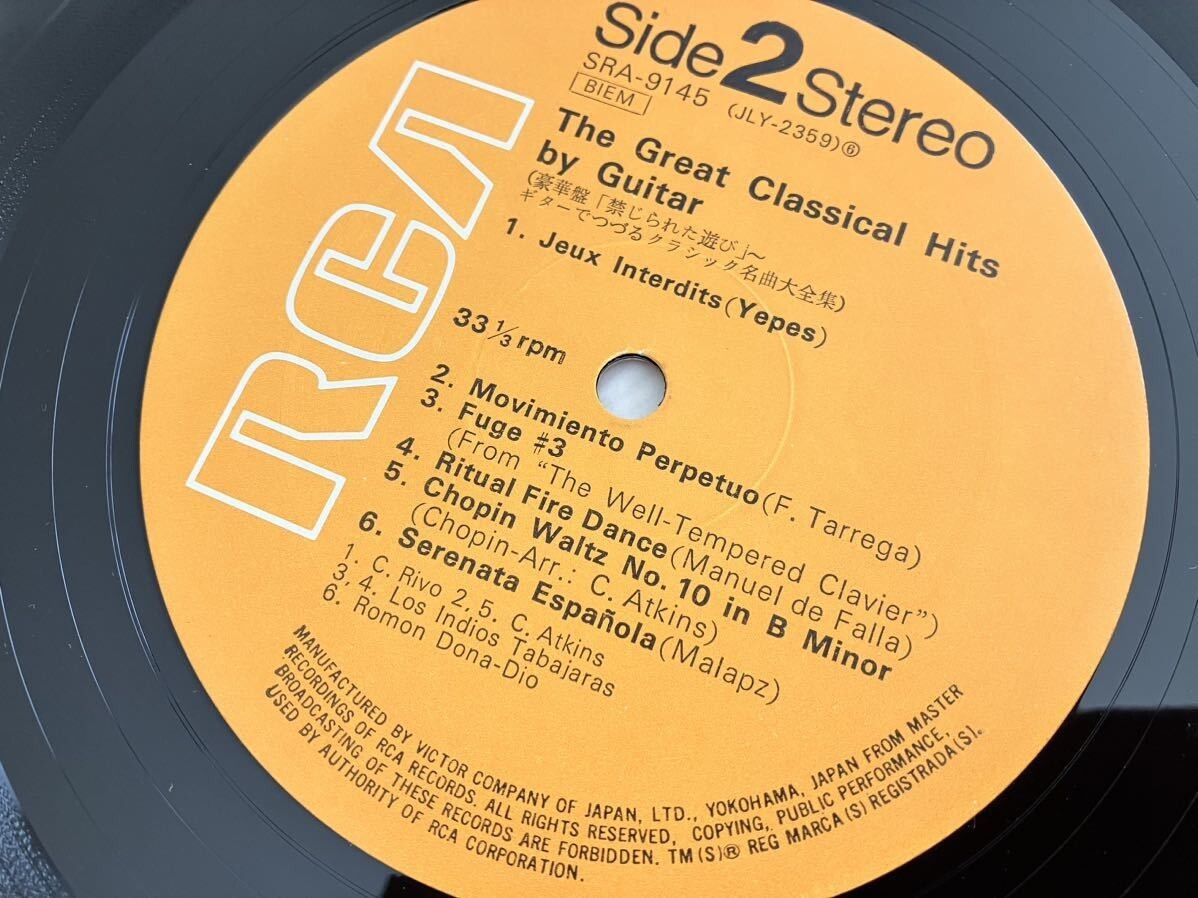 RCA
Side 2 Stereo
SRA-9145 (JLY-2359)⑥
BIEM
The Great Classical Hits
by Guitar
(豪華盤「禁じられた遊び」〜
ギターでつづるクラシック名曲大全集)
1. Jeux Interdits (Yepes)
33 1/3 rpm
2. Movimiento Perpetuo (F. Tarrega)
3. Fuge #3
(From "The Well-Tempered Clavier")
4. Ritual Fire Dance (Manuel de Falla)
5. Chopin Waltz No. 10 in B Minor
(Chopin-Arr.: C. Atkins)
6. Serenata Española (Malapz)
1. C. Rivo 2, 5. C. Atkins
3, 4. Los Indios Tabajaras
6. Romon Dona-Dio
MANUFACTURED BY VICTOR COMPANY OF JAPAN, LTD., YOKOHAMA, JAPAN FROM MASTER
RECORDINGS OF RCA RECORDS. ALL RIGHTS RESERVED, COPYING, PUBLIC PERFORMANCE,
BROADCASTING OF THESE RECORDS ARE FORBIDDEN. TM(S)® REG MARCA(S) REGISTRADA(S).
USED BY AUTHORITY OF RCA CORPORATION.